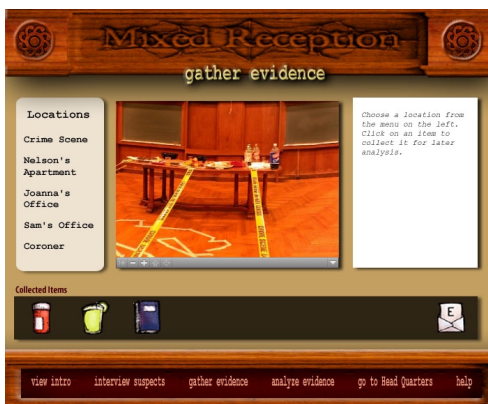 Mixed Reception
gather evidence
Locations
Crime Scene
Nelson's
Apartment
Joanna's
Office
Sam's Office
Coroner
Choose a location from
the menu on the left.
Click on an item to
collect it for later
analysis.
Collected Items
E
view intro interview suspects gather evidence analyze evidence go to Head Quarters help